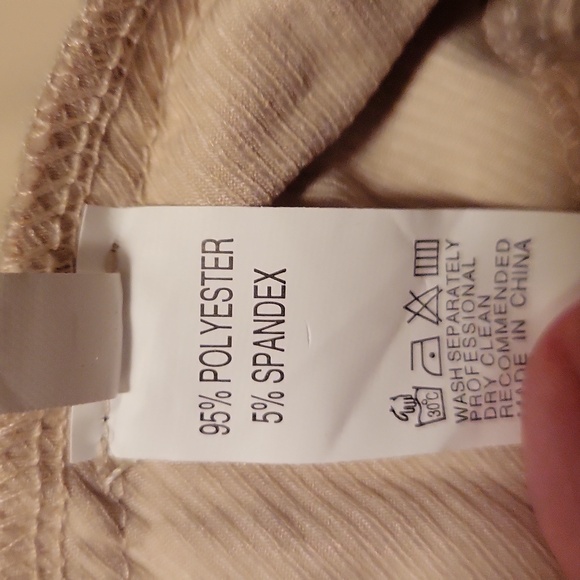 95% POLYESTER
5% SPANDEX
30°C
WASH SEPARATELY
PROFESSIONAL
DRY CLEAN
RECOMMENDED
MADE IN CHINA